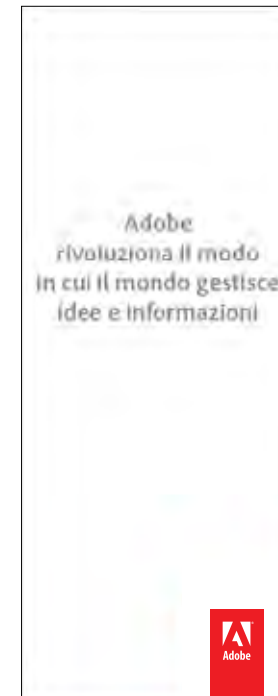 Adobe
rivoluziona il modo
in cui il mondo gestisce
idee e informazioni
Adobe